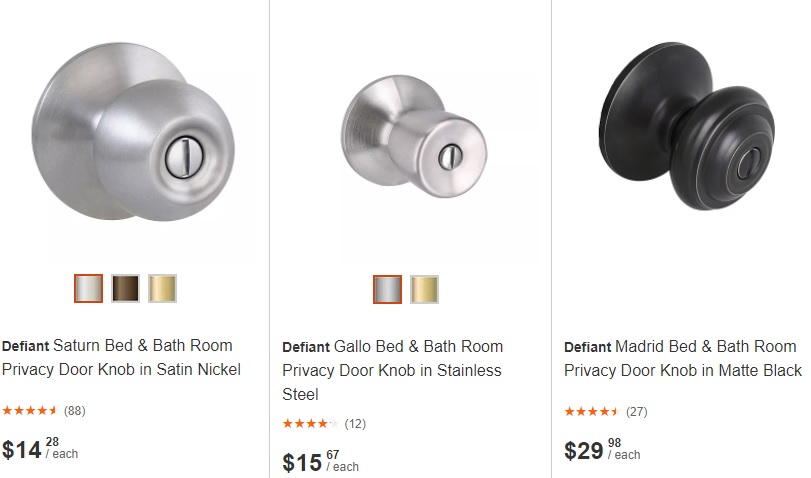 Defiant Saturn Bed & Bath Room
Privacy Door Knob in Satin Nickel
(88)
$14 28 / each
Defiant Gallo Bed & Bath Room
Privacy Door Knob in Stainless
Steel
(12)
$15 67 / each
Defiant Madrid Bed & Bath Room
Privacy Door Knob in Matte Black
(27)
$29 98 / each